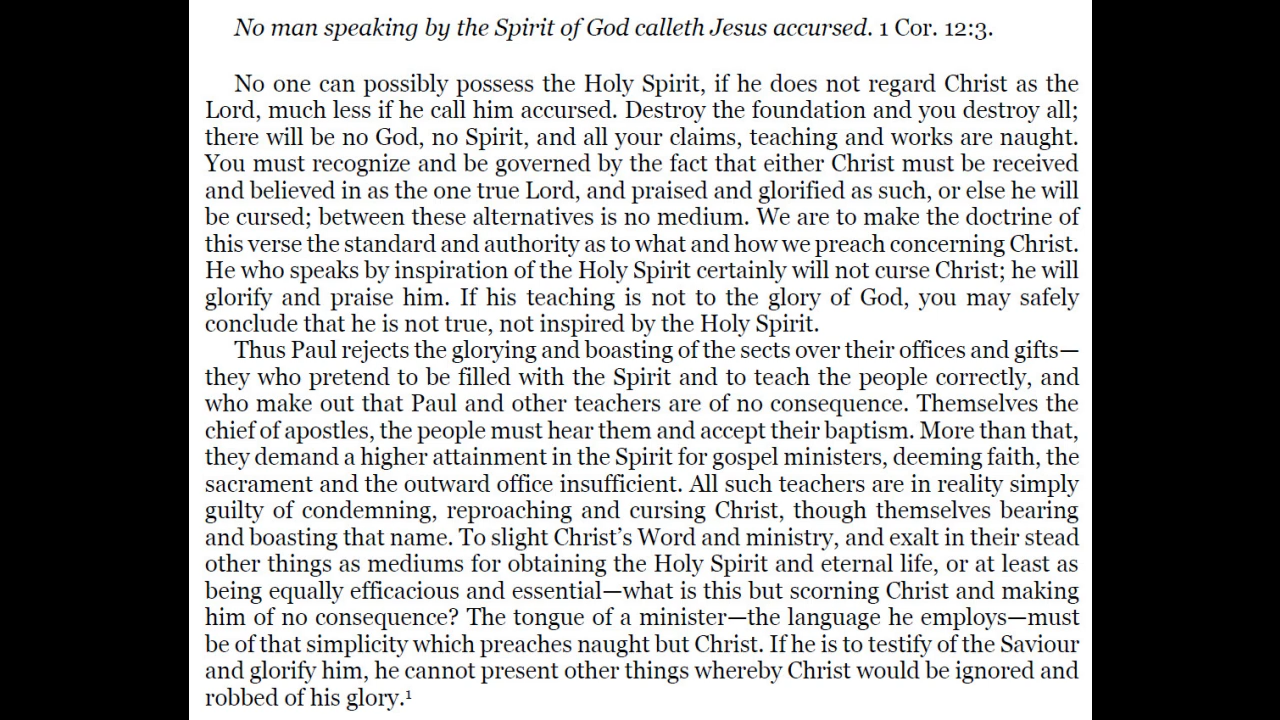 No man speaking by the Spirit of God calleth Jesus accursed. 1 Cor. 12:3.
No one can possibly possess the Holy Spirit, if he does not regard Christ as the
Lord, much less if he call him accursed. Destroy the foundation and you destroy all;
there will be no God, no Spirit, and all your claims, teaching and works are naught.
You must recognize and be governed by the fact that either Christ must be received
and believed in as the one true Lord, and praised and glorified as such, or else he will
be cursed; between these alternatives is no medium. We are to make the doctrine of
this verse the standard and authority as to what and how we preach concerning Christ.
He who speaks by inspiration of the Holy Spirit certainly will not curse Christ; he will
glorify and praise him. If his teaching is not to the glory of God, you may safely
conclude that he is not true, not inspired by the Holy Spirit.
Thus Paul rejects the glorying and boasting of the sects over their offices and gifts—
they who pretend to be filled with the Spirit and to teach the people correctly, and
who make out that Paul and other teachers are of no consequence. Themselves the
chief of apostles, the people must hear them and accept their baptism. More than that,
they demand a higher attainment in the Spirit for gospel ministers, deeming faith, the
sacrament and the outward office insufficient. All such teachers are in reality simply
guilty of condemning, reproaching and cursing Christ, though themselves bearing
and boasting that name. To slight Christ’s Word and ministry, and exalt in their stead
other things as mediums for obtaining the Holy Spirit and eternal life, or at least as
being equally efficacious and essential—what is this but scorning Christ and making
him of no consequence? The tongue of a minister—the language he employs—must
be of that simplicity which preaches naught but Christ. If he is to testify of the Saviour
and glorify him, he cannot present other things whereby Christ would be ignored and
robbed of his glory.¹